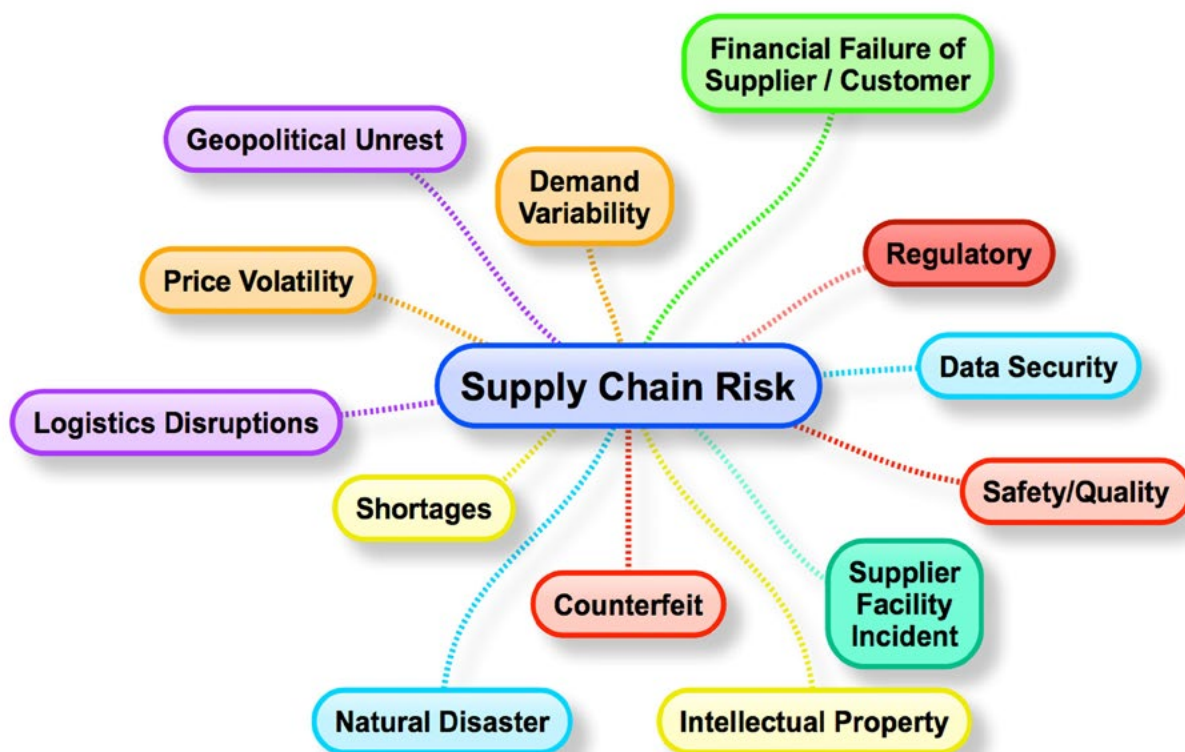 Financial Failure of
Supplier / Customer
Geopolitical Unrest
Demand
Variability
Regulatory
Price Volatility
Data Security
Supply Chain Risk
Logistics Disruptions
Safety/Quality
Shortages
Supplier
Facility
Incident
Counterfeit
Natural Disaster
Intellectual Property